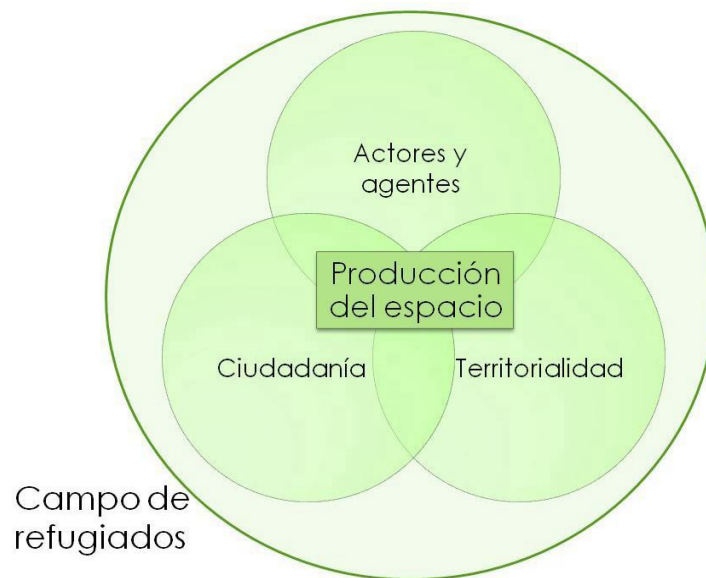 Actores y
agentes
Producción
del espacio
Ciudadanía
Territorialidad
Campo de
refugiados